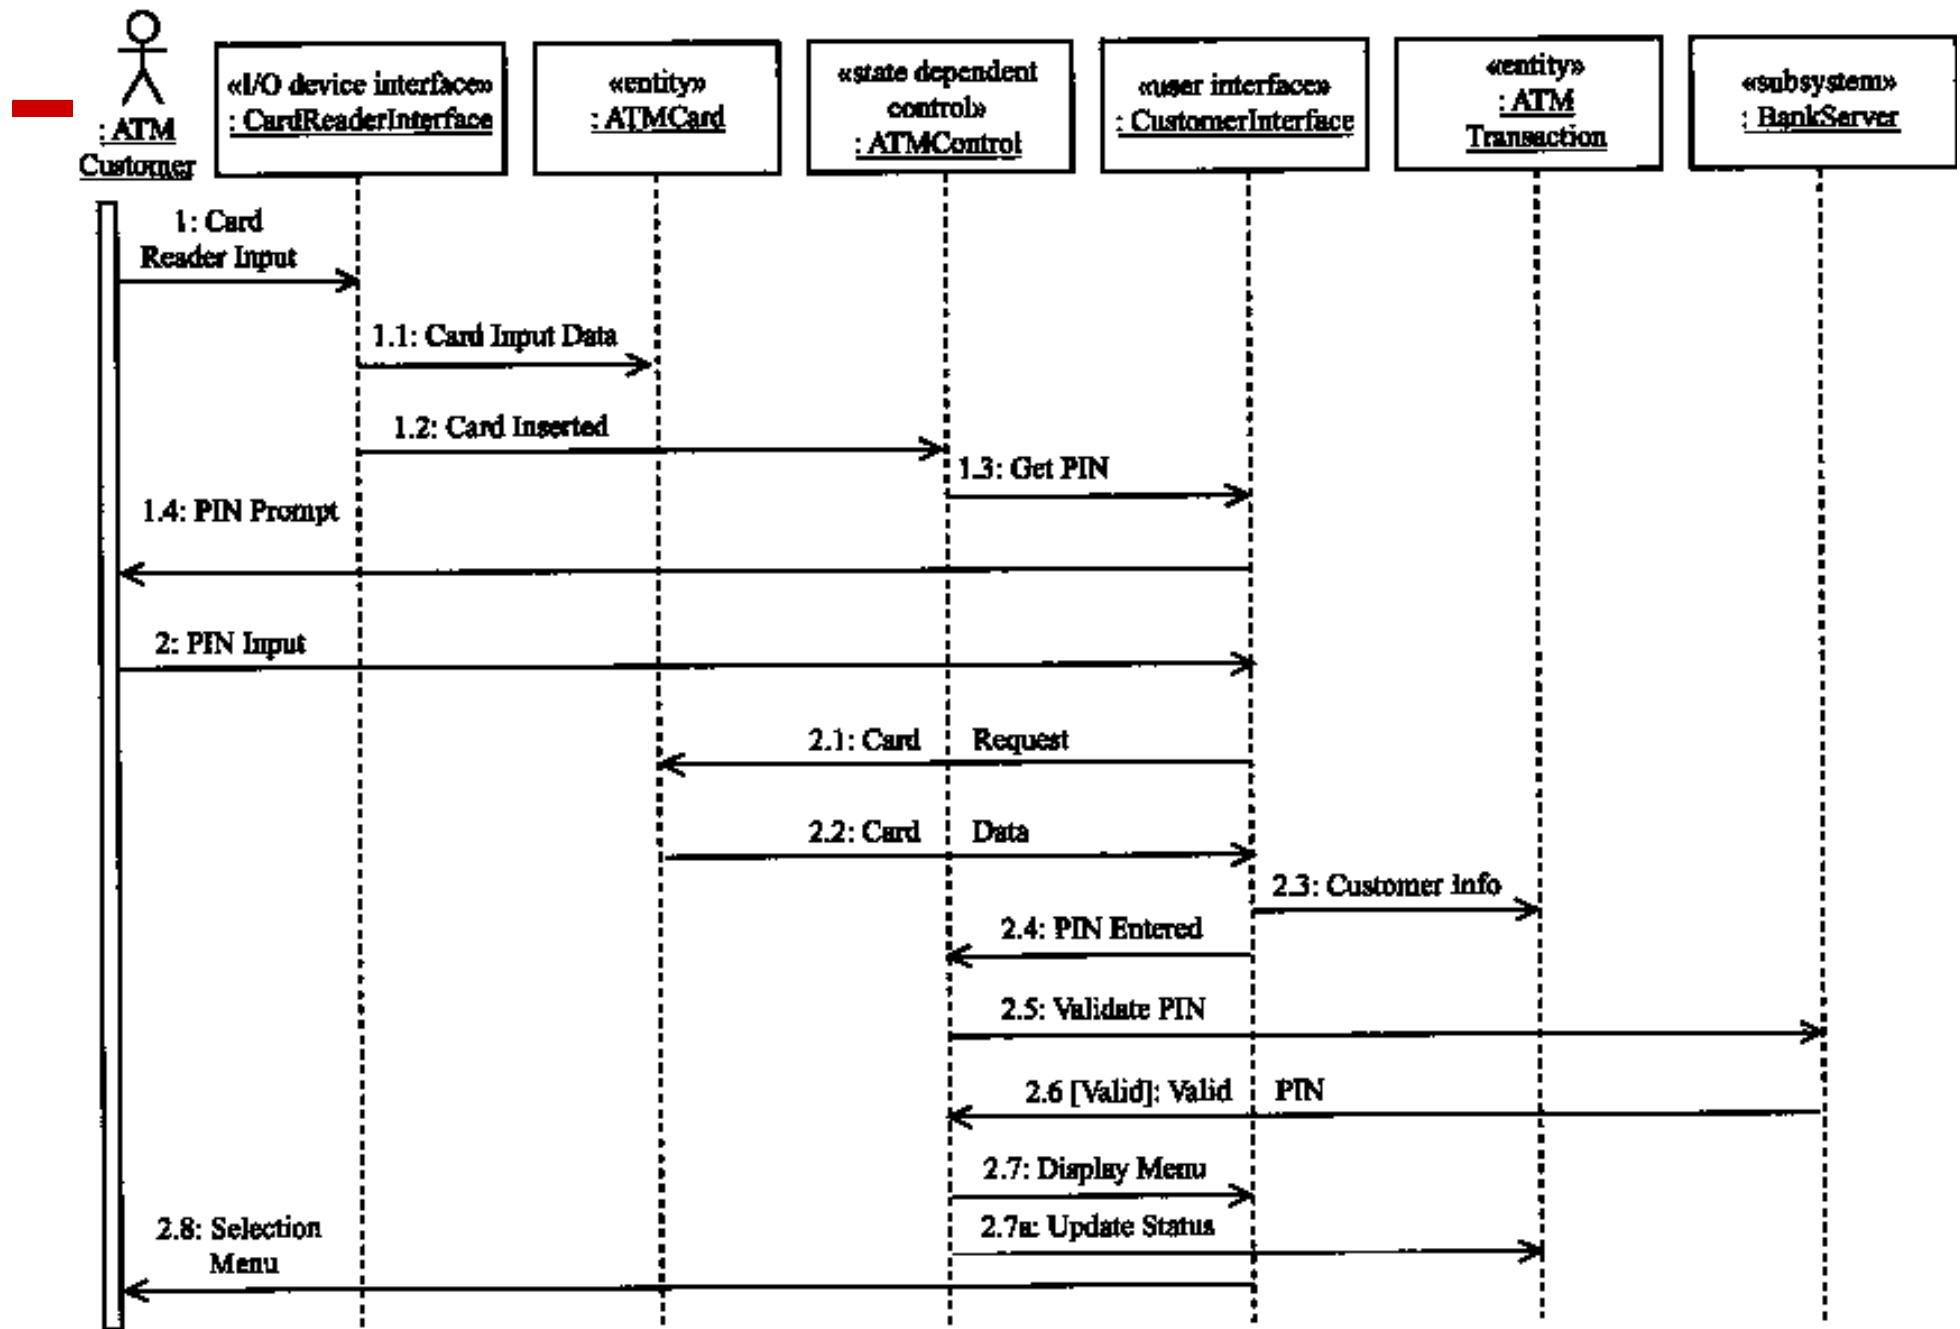 : ATM
Customer
«I/O device interface»
: CardReaderInterface
«entity»
: ATMCard
«state dependent
control»
: ATMControl
«user interface»
: CustomerInterface
«entity»
: ATM
Transaction
«subsystem»
: BankServer
1: Card
Reader Input
1.1: Card Input Data
1.2: Card Inserted
1.3: Get PIN
1.4: PIN Prompt
2: PIN Input
2.1: Card Request
2.2: Card Data
2.3: Customer Info
2.4: PIN Entered
2.5: Validate PIN
2.6 [Valid]: Valid PIN
2.7: Display Menu
2.7a: Update Status
2.8: Selection
Menu